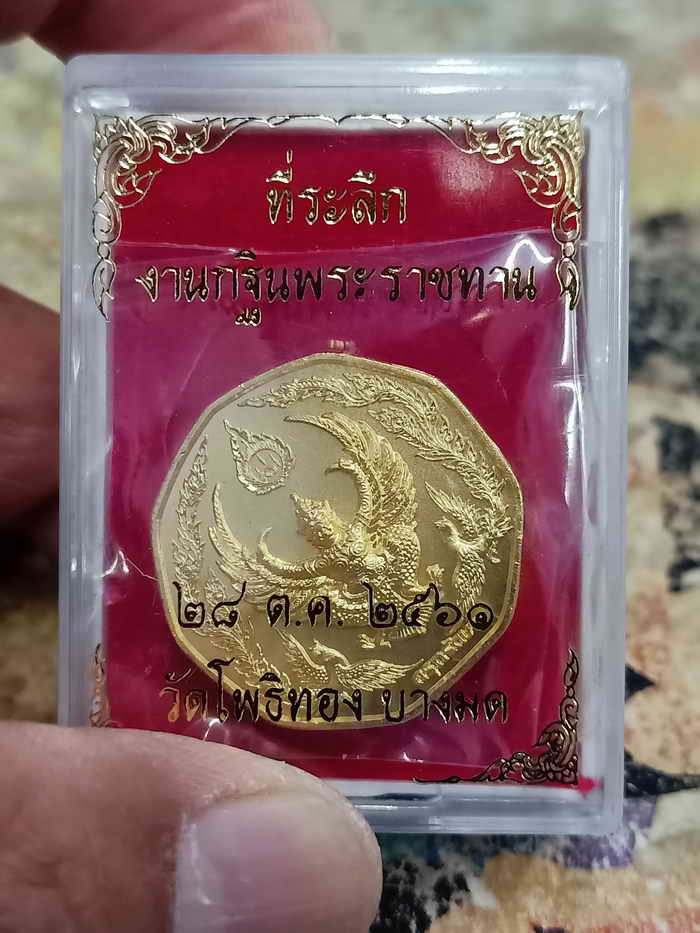 ที่ระลึก
งานกฐินพระราชทาน
๒๘ ต.ค. ๒๕๖๑
วัดโพธิทอง บางมด